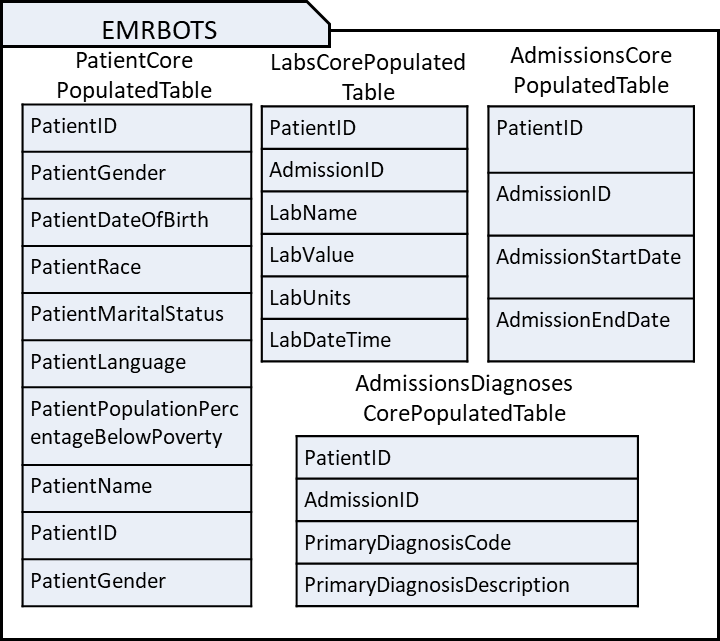 EMRBOTS
PatientCore
PopulatedTable
PatientID
PatientGender
PatientDateOfBirth
PatientRace
PatientMaritalStatus
PatientLanguage
PatientPopulationPerc
entageBelowPoverty
PatientName
PatientID
PatientGender
LabsCorePopulated
Table
PatientID
AdmissionID
LabName
LabValue
LabUnits
LabDateTime
AdmissionsCore
PopulatedTable
PatientID
AdmissionID
AdmissionStartDate
AdmissionEndDate
AdmissionsDiagnoses
CorePopulatedTable
PatientID
AdmissionID
PrimaryDiagnosisCode
PrimaryDiagnosisDescription